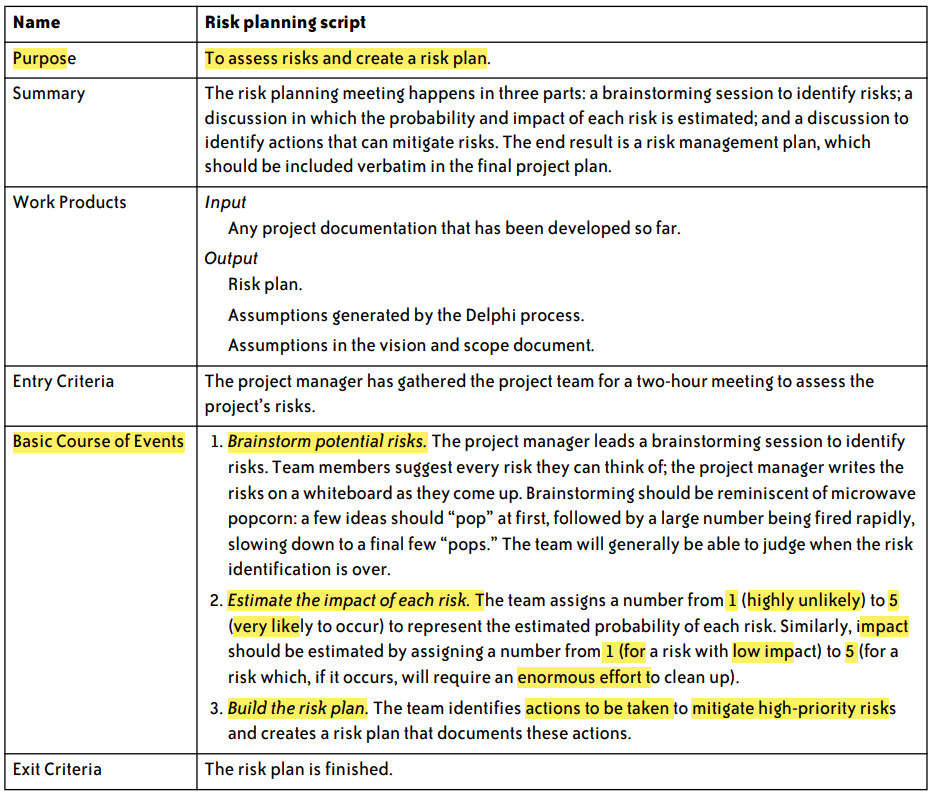 Name Risk planning script
Purpose To assess risks and create a risk plan.
Summary The risk planning meeting happens in three parts: a brainstorming session to identify risks; a
discussion in which the probability and impact of each risk is estimated; and a discussion to
identify actions that can mitigate risks. The end result is a risk management plan, which
should be included verbatim in the final project plan.
Work Products Input
Any project documentation that has been developed so far.
Output
Risk plan.
Assumptions generated by the Delphi process.
Assumptions in the vision and scope document.
Entry Criteria The project manager has gathered the project team for a two-hour meeting to assess the
project's risks.
Basic Course of Events 1. Brainstorm potential risks. The project manager leads a brainstorming session to identify
risks. Team members suggest every risk they can think of; the project manager writes the
risks on a whiteboard as they come up. Brainstorming should be reminiscent of microwave
popcorn: a few ideas should “pop” at first, followed by a large number being fired rapidly,
slowing down to a final few “pops.” The team will generally be able to judge when the risk
identification is over.
2. Estimate the impact of each risk. The team assigns a number from 1 (highly unlikely) to 5
(very likely to occur) to represent the estimated probability of each risk. Similarly, impact
should be estimated by assigning a number from 1 (for a risk with low impact) to 5 (for a
risk which, if it occurs, will require an enormous effort to clean up).
3. Build the risk plan. The team identifies actions to be taken to mitigate high-priority risks
and creates a risk plan that documents these actions.
Exit Criteria The risk plan is finished.